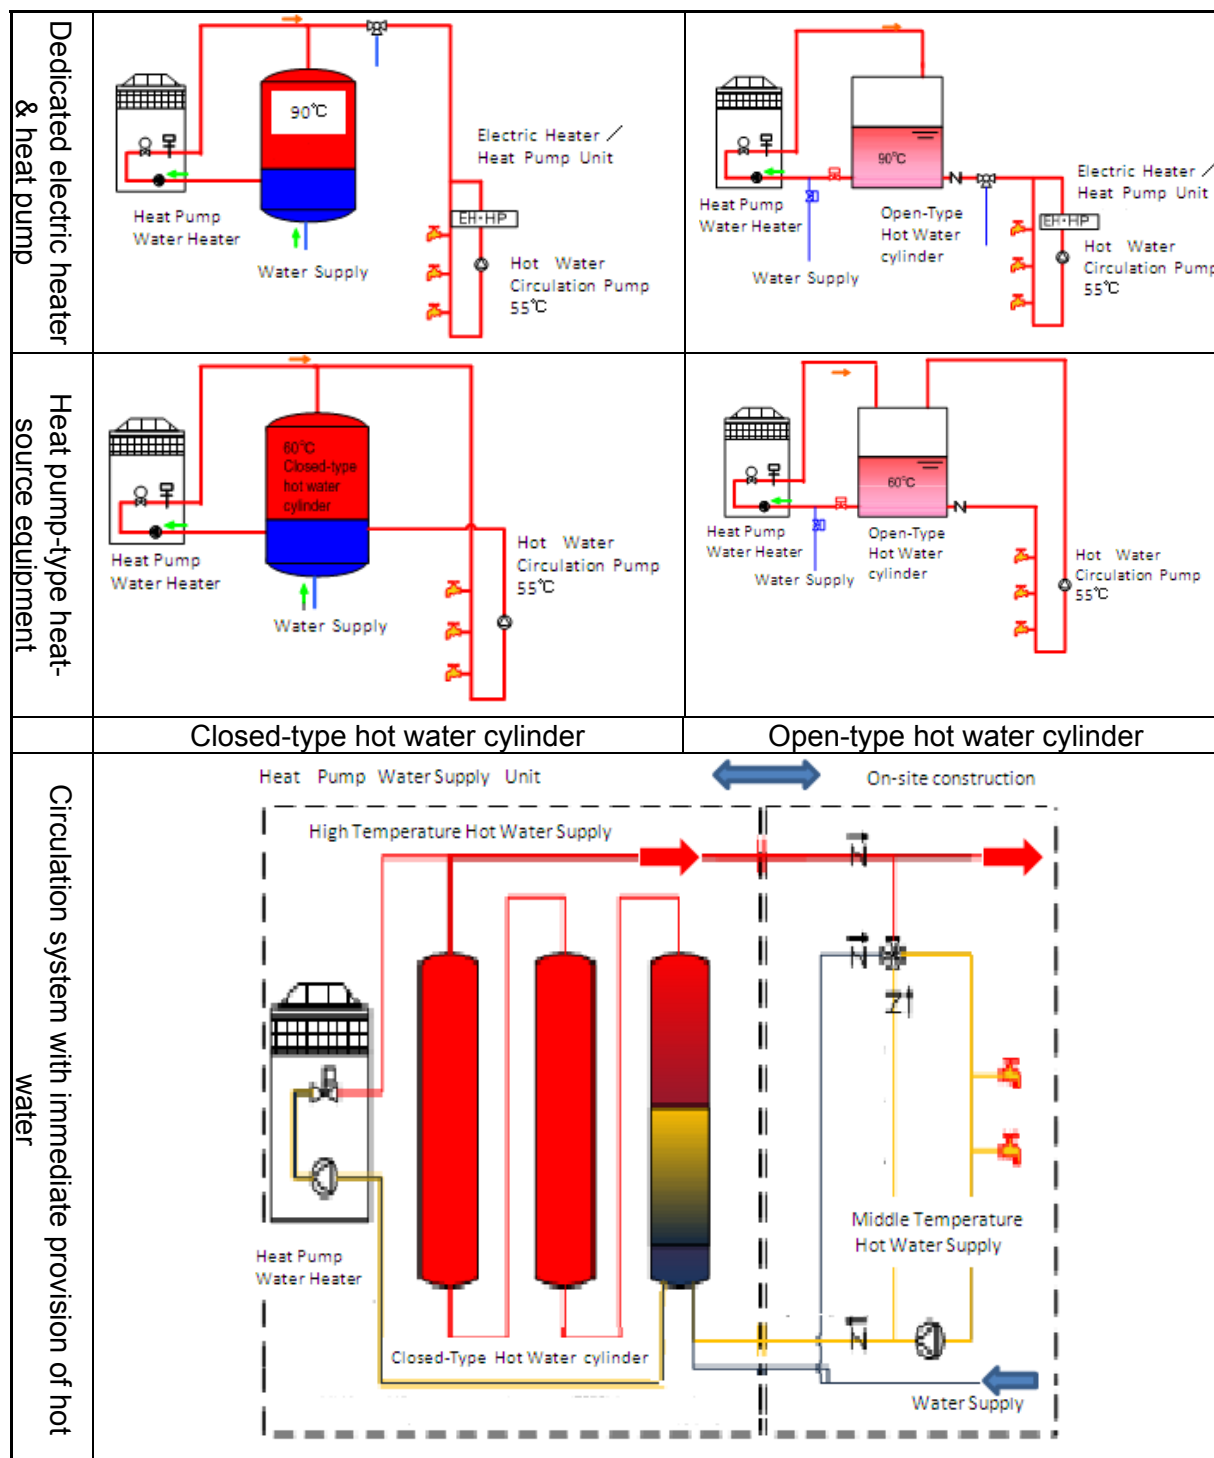 Dedicated electric heater
& heat pump
90℃
Heat Pump
Water Heater
Water Supply
Electric Heater ／
Heat Pump Unit
EH・HP
Hot Water
Circulation Pump
55℃
90℃
Heat Pump
Water Heater
Water Supply
Open-Type
Hot Water
cylinder
Electric Heater ／
Heat Pump Unit
EH・HP
Hot Water
Circulation Pump
55℃
Heat pump-type heat-
source equipment
60℃
Closed-type
hot water
cylinder
Heat Pump
Water Heater
Water Supply
Hot Water
Circulation Pump
55℃
60℃
Heat Pump
Water Heater
Water Supply
Open-Type
Hot Water
cylinder
Hot Water
Circulation Pump
55℃
Closed-type hot water cylinder
Open-type hot water cylinder
Circulation system with immediate provision of hot
water
Heat Pump Water Supply Unit
On-site construction
High Temperature Hot Water Supply
Heat Pump
Water Heater
Closed-Type Hot Water cylinder
Middle Temperature
Hot Water Supply
Water Supply